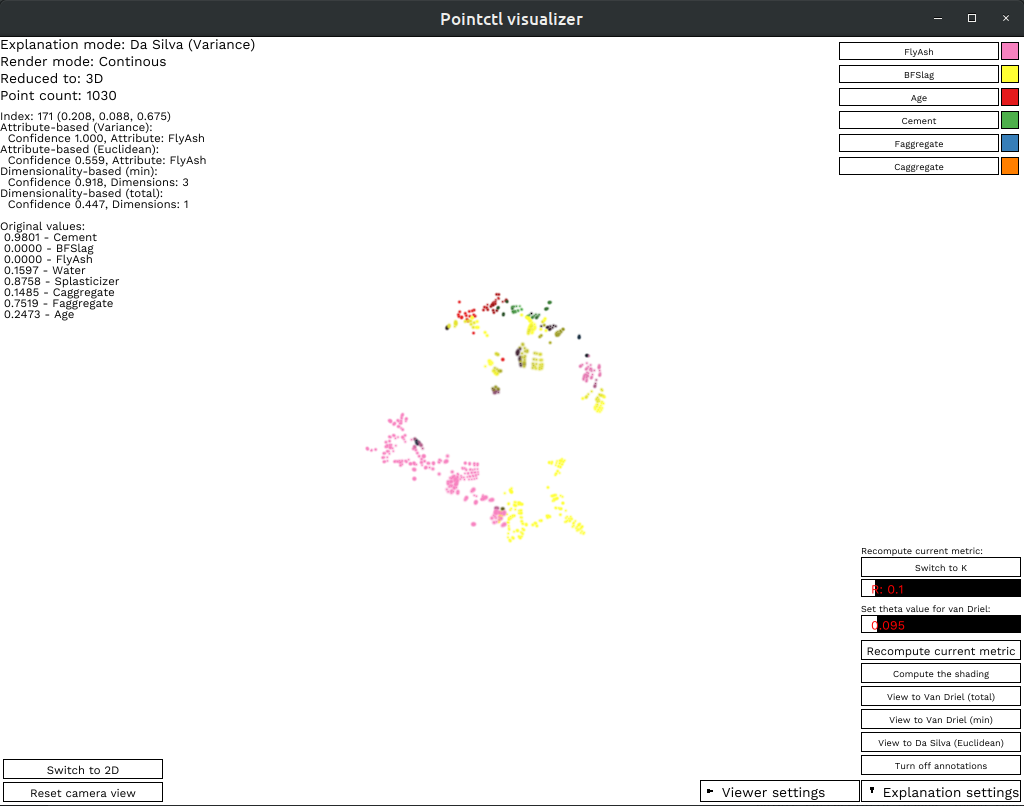 Pointctl visualizer
Explanation mode: Da Silva (Variance)
Render mode: Continous
Reduced to: 3D
Point count: 1030
Index: 171 (0.208, 0.088, 0.675)
Attribute-based (Variance):
Confidence 1.000, Attribute: FlyAsh
Attribute-based (Euclidean):
Confidence 0.559, Attribute: FlyAsh
Dimensionality-based (min):
Confidence 0.918, Dimensions: 3
Dimensionality-based (total):
Confidence 0.447, Dimensions: 1
Original values:
0.9801 - Cement
0.0000 - BFSlag
0.0000 - FlyAsh
0.1597 - Water
0.8758 - Splasticizer
0.1485 - Caggregate
0.7519 - Faggregate
0.2473 - Age
FlyAsh
BFSlag
Age
Cement
Faggregate
Caggregate
Recompute current metric:
Switch to K
R: 0.1
Set theta value for van Driel:
0.095
Recompute current metric
Compute the shading
View to Van Driel (total)
View to Van Driel (min)
View to Da Silva (Euclidean)
Turn off annotations
Switch to 2D
Reset camera view
Viewer settings
Explanation settings